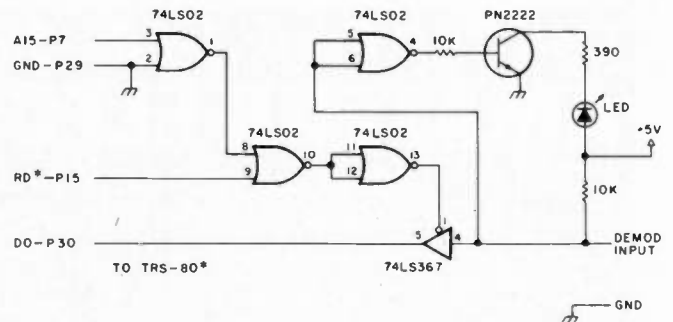 74LS02
74LS02
PN2222
A15-P7
3
1
5
6
4
10K
390
GND-P29
2
LED
+5V
74LS02
74LS02
8
10
11
13
9
12
10K
RD*-P15
1
DO-P30
5
4
DEMOD
INPUT
TO TRS-80*
74LS367
GND